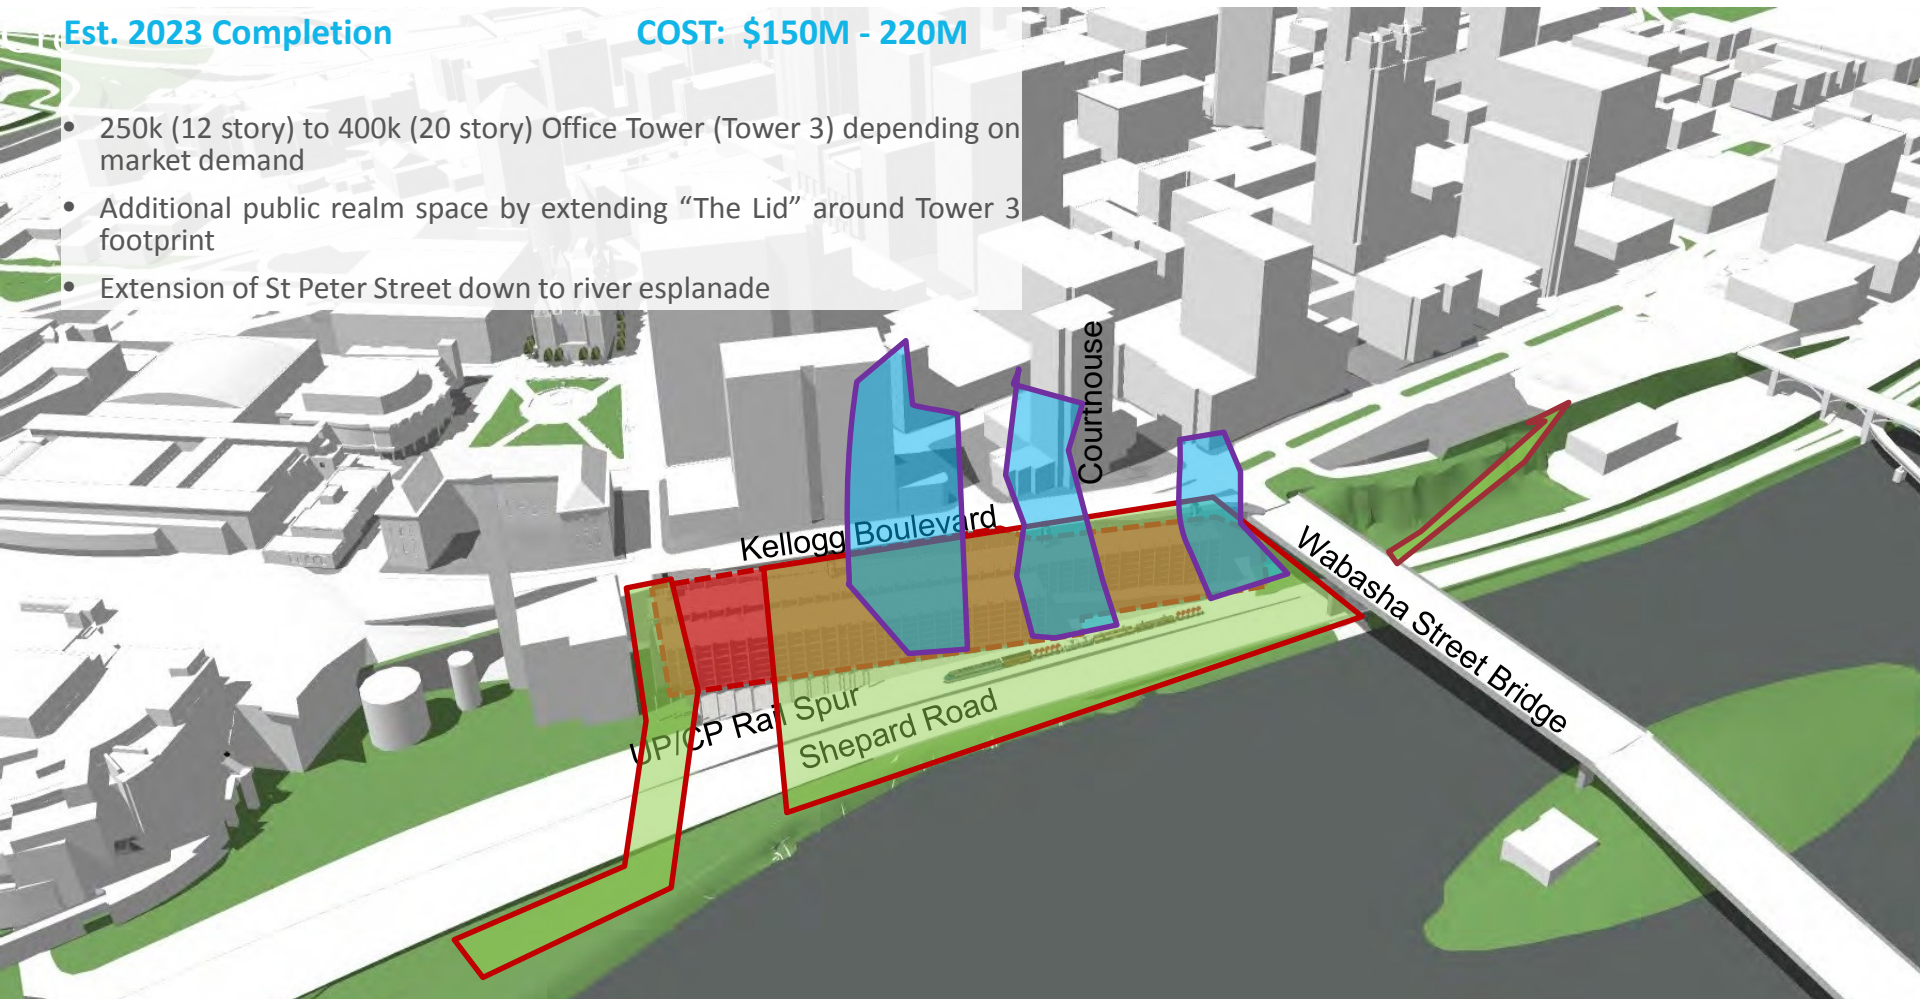 Est. 2023 Completion
COST: $150M - 220M
• 250k (12 story) to 400k (20 story) Office Tower (Tower 3) depending on
market demand
• Additional public realm space by extending “The Lid” around Tower 3
footprint
• Extension of St Peter Street down to river esplanade
Courtnouse
Kellogg Boulevard
Wabasha Street Bridge
UP/CP Rail Spur
Shepard Road